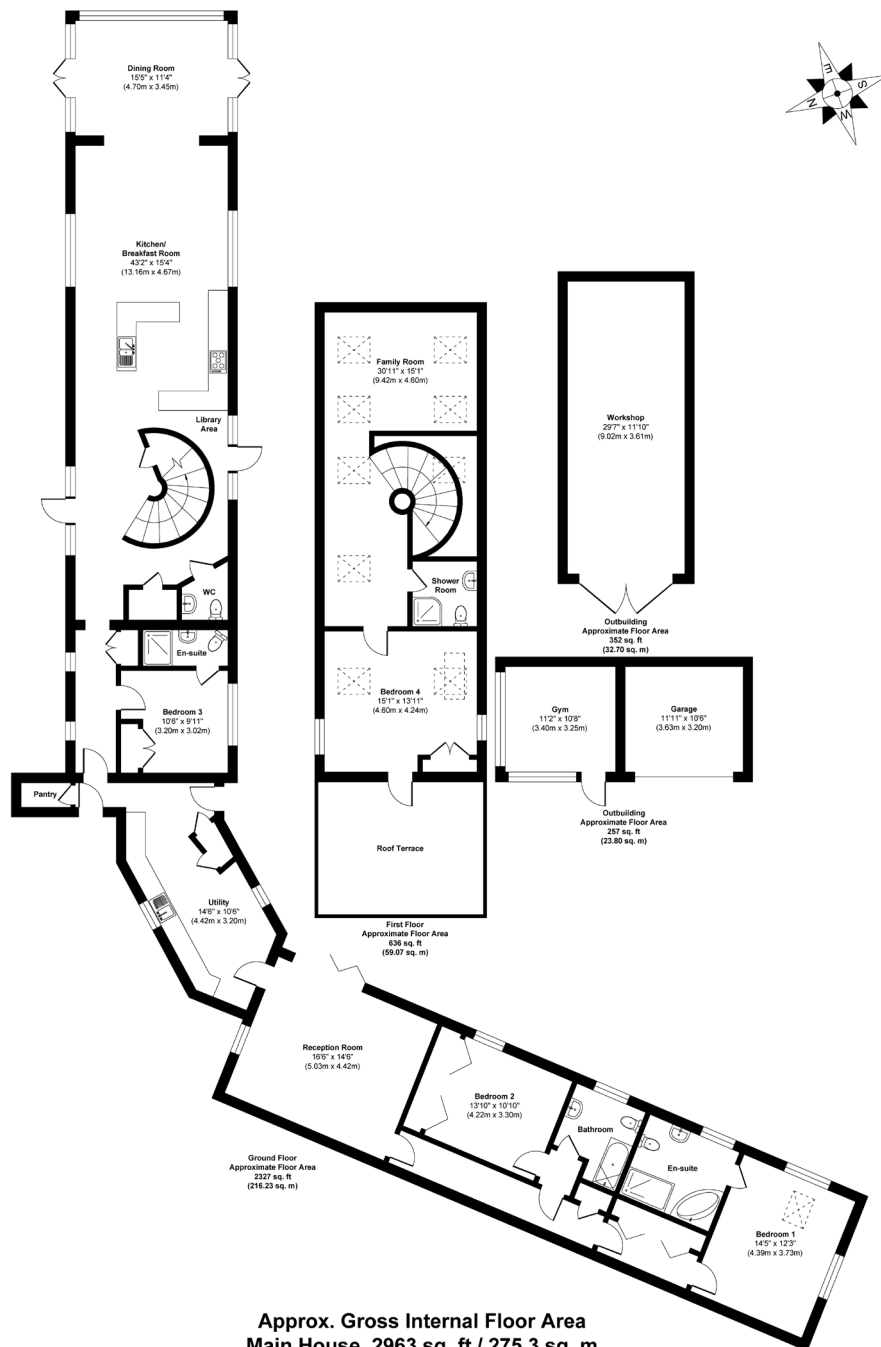 Dining Room
15'5" x 11'4"
(4.70m x 3.45m)
E
S
N
W
Kitchen/
Breakfast Room
43'2" x 15'4"
(13.16m x 4.67m)
Library
Area
WC
En-suite
Bedroom 3
10'6" x 9'11"
(3.20m x 3.02m)
Pantry
Utility
14'6" x 10'6"
(4.42m x 3.20m)
Family Room
30'11" x 15'1"
(9.42m x 4.60m)
Shower
Room
Bedroom 4
15'1" x 13'11"
(4.60m x 4.24m)
Roof Terrace
First Floor
Approximate Floor Area
636 sq. ft
(59.07 sq. m)
Workshop
29'7" x 11'10"
(9.02m x 3.61m)
Outbuilding
Approximate Floor Area
352 sq. ft
(32.70 sq. m)
Gym
11'2" x 10'8"
(3.40m x 3.25m)
Garage
11'11" x 10'6"
(3.63m x 3.20m)
Outbuilding
Approximate Floor Area
257 sq. ft
(23.80 sq. m)
Reception Room
16'6" x 14'6"
(5.03m x 4.42m)
Bedroom 2
13'10" x 10'10"
(4.22m x 3.30m)
Bathroom
En-suite
Bedroom 1
14'5" x 12'3"
(4.39m x 3.73m)
Ground Floor
Approximate Floor Area
2327 sq. ft
(216.23 sq. m)
Approx. Gross Internal Floor Area
Main House 2963 sq. ft / 275.3 sq. m